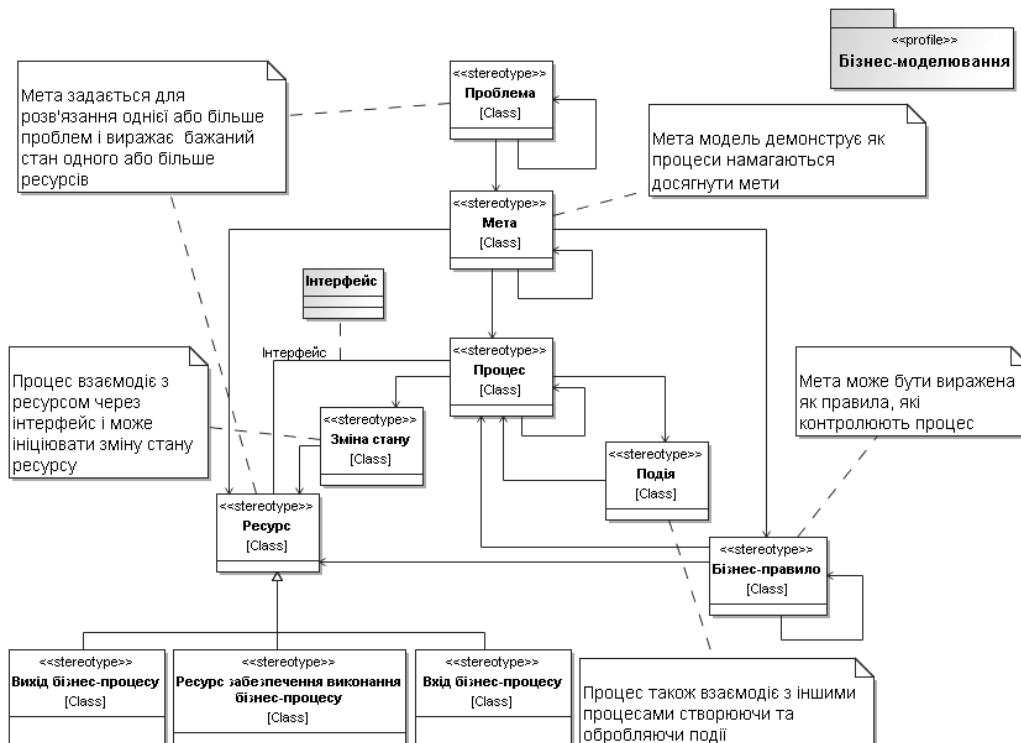 <<profile>>
Бізнес-моделювання
<<stereotype>>
Проблема
[Class]
Мета задається для
розв'язання однієї або більше
проблем і виражає бажаний
стан одного або більше
ресурсів
Мета модель демонструє як
процеси намагаються
досягнути мети
<<stereotype>>
Мета
[Class]
Інтерфейс
Інтерфейс
<<stereotype>>
Процес
[Class]
Процес взаємодіє з
ресурсом через
інтерфейс і може
ініціювати зміну стану
ресурсу
<<stereotype>>
Зміна стану
[Class]
Мета може бути виражена
як правила, які
контролюють процес
<<stereotype>>
Подія
[Class]
<<stereotype>>
Ресурс
[Class]
<<stereotype>>
Бізнес-правило
[Class]
<<stereotype>>
Вихід бізнес-процесу
[Class]
<<stereotype>>
Ресурс забезпечення виконання
бізнес-процесу
[Class]
<<stereotype>>
Вхід бізнес-процесу
[Class]
Процес також взаємодіє з іншими
процесами створюючи та
обробляючи події